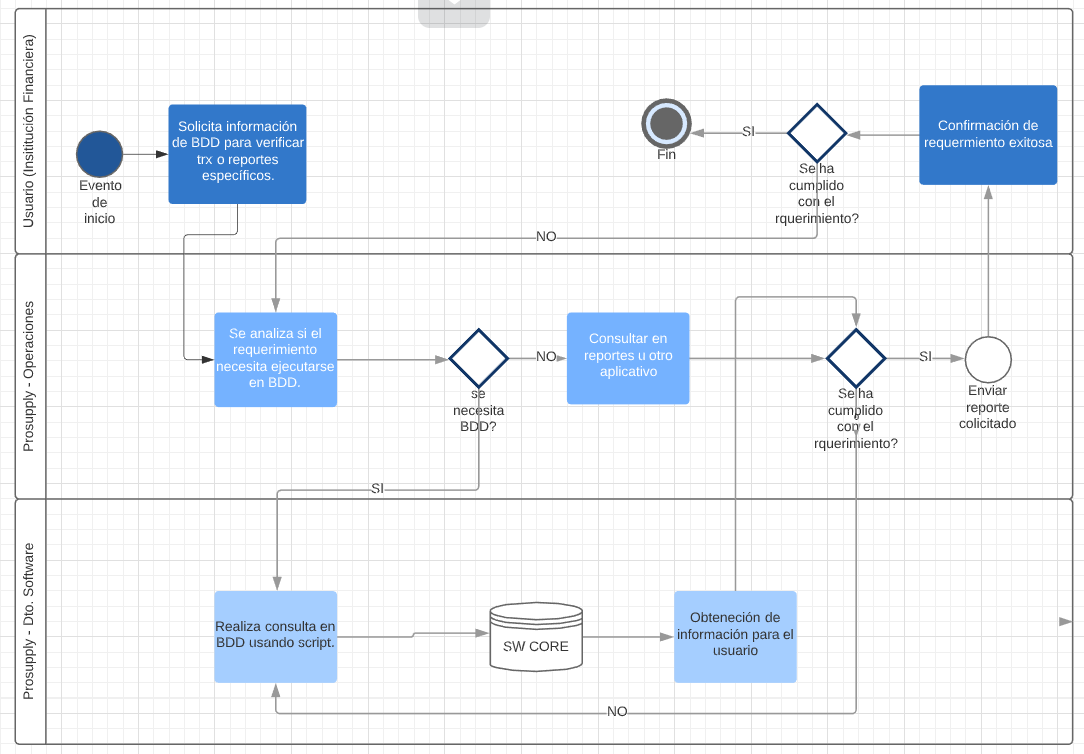 Usuario (Insititución Financiera)
Evento
de
inicio
Solicita información
de BDD para verificar
trx o reportes
específicos.
Fin
SI
Se ha
cumplido
con el
rquerimiento?
Confirmación de
requermiento exitosa
NO
Prosupply - Operaciones
Se analiza si el
requerimiento
necesita ejecutarse
en BDD.
se
necesita
BDD?
NO
Consultar en
reportes u otro
aplicativo
Se ha
cumplido
con el
rquerimiento?
SI
Enviar
reporte
colicitado
SI
Prosupply - Dto. Software
Realiza consulta en
BDD usando script.
SW CORE
Obteneción de
información para el
usuario
NO